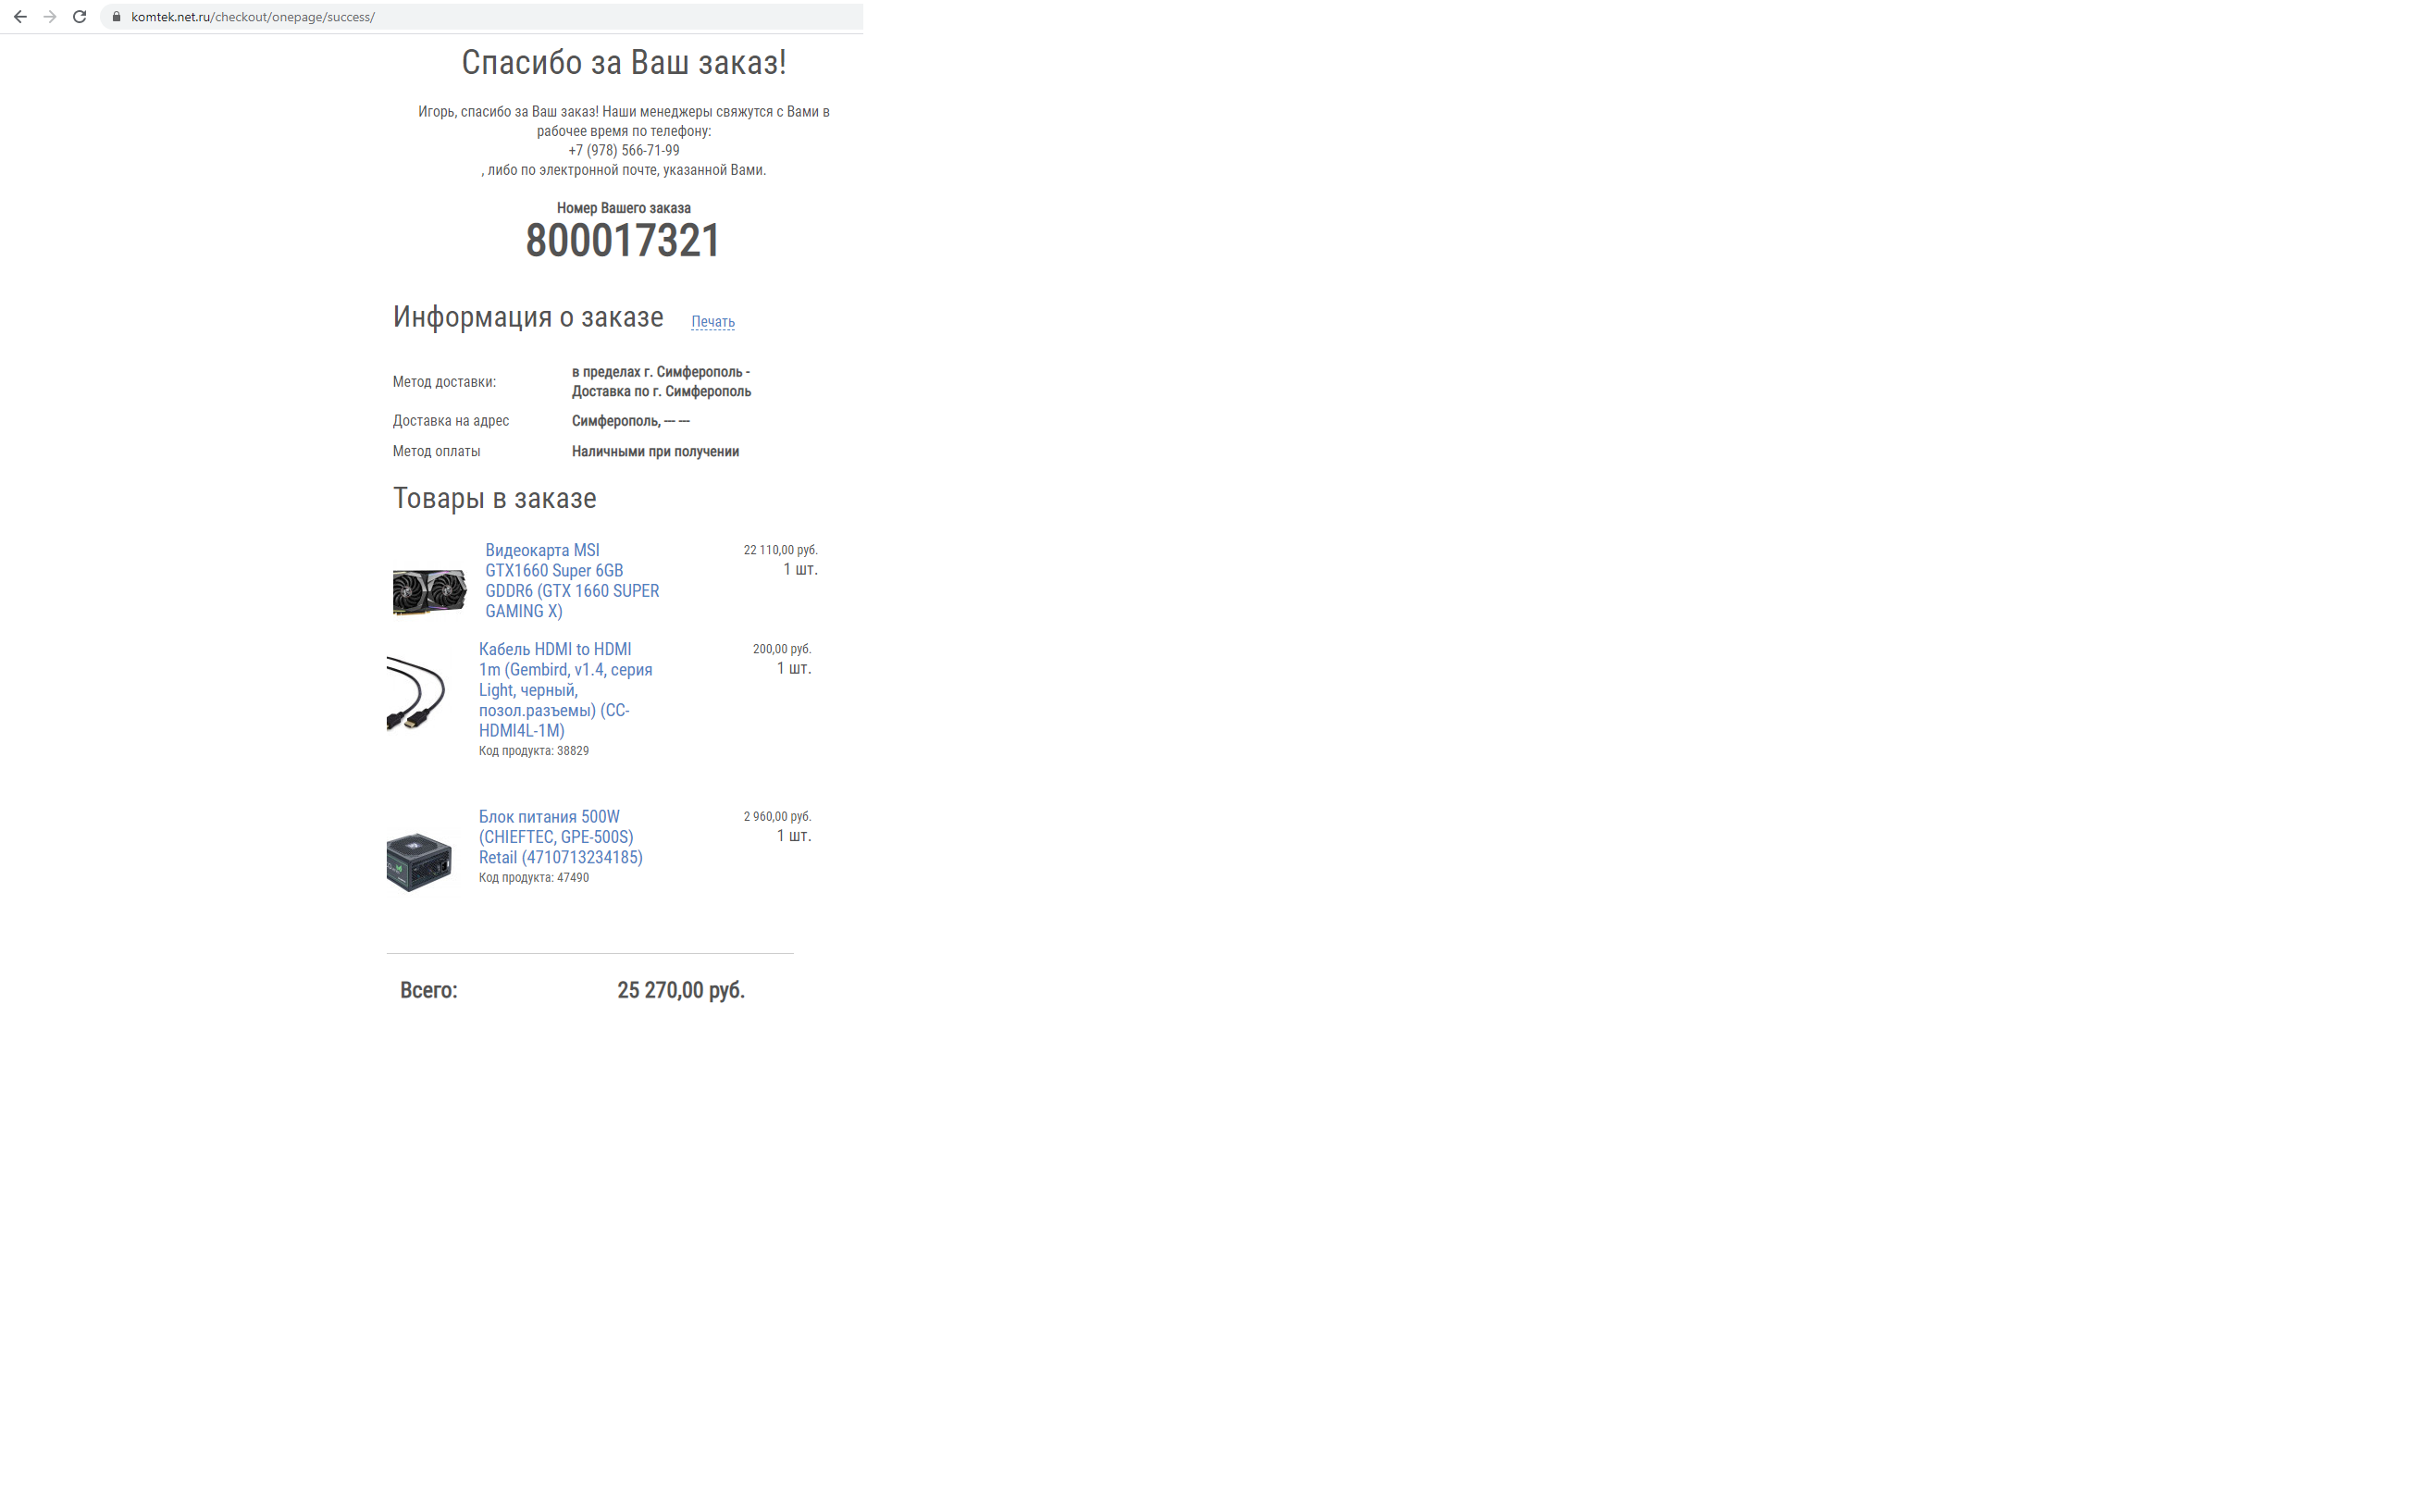 komtek.net.ru/checkout/onepage/success/
Спасибо за Ваш заказ!
Игорь, спасибо за Ваш заказ! Наши менеджеры свяжутся с Вами в
рабочее время по телефону:
+7 (978) 566-71-99
, либо по электронной почте, указанной Вами.
Номер Вашего заказа
800017321
Информация о заказе Печать
Метод доставки: в пределах г. Симферополь -
Доставка по г. Симферополь
Доставка на адрес Симферополь, --- ---
Метод оплаты Наличными при получении
Товары в заказе
Видеокарта MSI 22 110,00 руб.
GTX1660 Super 6GB 1 шт.
GDDR6 (GTX 1660 SUPER
GAMING X)
Кабель HDMI to HDMI 200,00 руб.
1m (Gembird, v1.4, серия 1 шт.
Light, черный,
позол.разъемы) (CC-
HDMI4L-1M)
Код продукта: 38829
Блок питания 500W 2 960,00 руб.
(CHIEFTEC, GPE-500S) 1 шт.
Retail (4710713234185)
Код продукта: 47490
Всего: 25 270,00 руб.